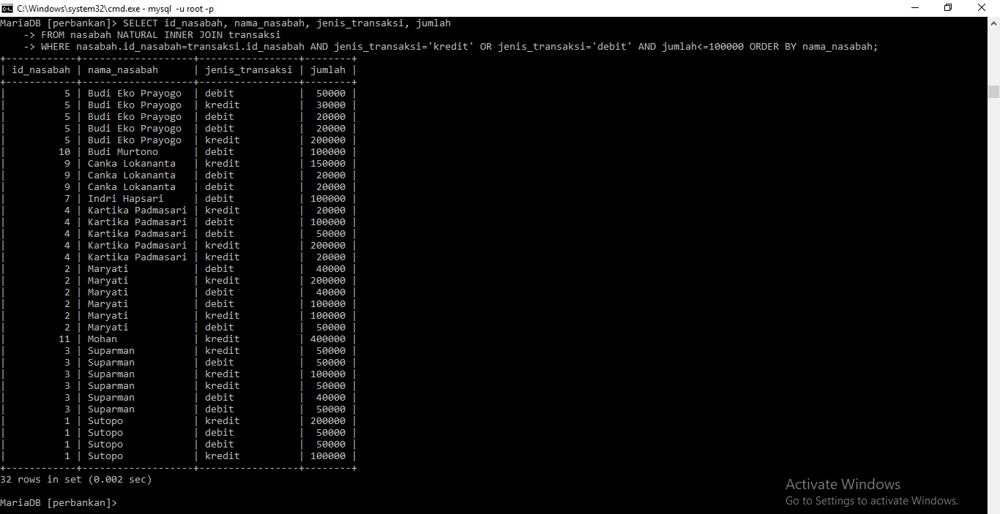 C:\Windows\system32\cmd.exe - mysql -u root -p
MariaDB [perbankan]> SELECT id_nasabah, nama_nasabah, jenis_transaksi, jumlah
    -> FROM nasabah NATURAL INNER JOIN transaksi
    -> WHERE nasabah.id_nasabah=transaksi.id_nasabah AND jenis_transaksi='kredit' OR jenis_transaksi='debit' AND jumlah<=100000 ORDER BY nama_nasabah;
+------------+-------------------+-----------------+--------+
| id_nasabah | nama_nasabah      | jenis_transaksi | jumlah |
+------------+-------------------+-----------------+--------+
|          5 | Budi Eko Prayogo  | debit           |  50000 |
|          5 | Budi Eko Prayogo  | kredit          |  30000 |
|          5 | Budi Eko Prayogo  | debit           |  20000 |
|          5 | Budi Eko Prayogo  | debit           |  20000 |
|          5 | Budi Eko Prayogo  | kredit          | 200000 |
|         10 | Budi Murtono      | debit           | 100000 |
|          9 | Canka Lokananta   | kredit          | 150000 |
|          9 | Canka Lokananta   | debit           |  20000 |
|          9 | Canka Lokananta   | debit           |  20000 |
|          7 | Indri Hapsari     | debit           | 100000 |
|          4 | Kartika Padmasari | kredit          |  20000 |
|          4 | Kartika Padmasari | debit           | 100000 |
|          4 | Kartika Padmasari | debit           |  50000 |
|          4 | Kartika Padmasari | kredit          | 200000 |
|          4 | Kartika Padmasari | kredit          |  20000 |
|          2 | Maryati           | debit           |  40000 |
|          2 | Maryati           | kredit          | 200000 |
|          2 | Maryati           | debit           |  40000 |
|          2 | Maryati           | debit           | 100000 |
|          2 | Maryati           | kredit          | 100000 |
|          2 | Maryati           | debit           |  50000 |
|         11 | Mohan             | kredit          | 400000 |
|          3 | Suparman          | kredit          |  50000 |
|          3 | Suparman          | debit           |  50000 |
|          3 | Suparman          | kredit          | 100000 |
|          3 | Suparman          | kredit          |  50000 |
|          3 | Suparman          | debit           |  40000 |
|          3 | Suparman          | debit           |  50000 |
|          1 | Sutopo            | kredit          | 200000 |
|          1 | Sutopo            | debit           |  50000 |
|          1 | Sutopo            | debit           |  50000 |
|          1 | Sutopo            | kredit          | 100000 |
+------------+-------------------+-----------------+--------+
32 rows in set (0.002 sec)
MariaDB [perbankan]>
Activate Windows
Go to Settings to activate Windows.